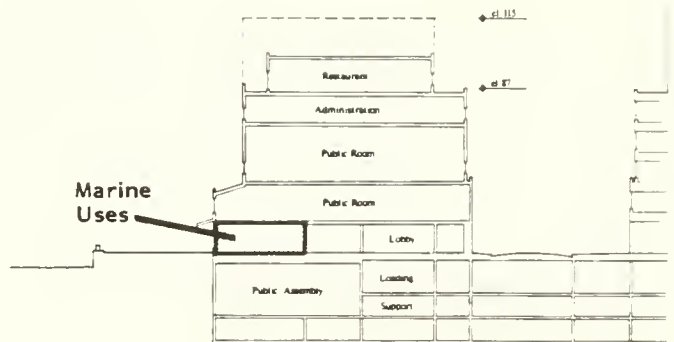 el. 115
Restaurant
el. 87
Administration
Public Room
Public Room
Marine
Uses
Lobby
Loading
Public Assembly
Support